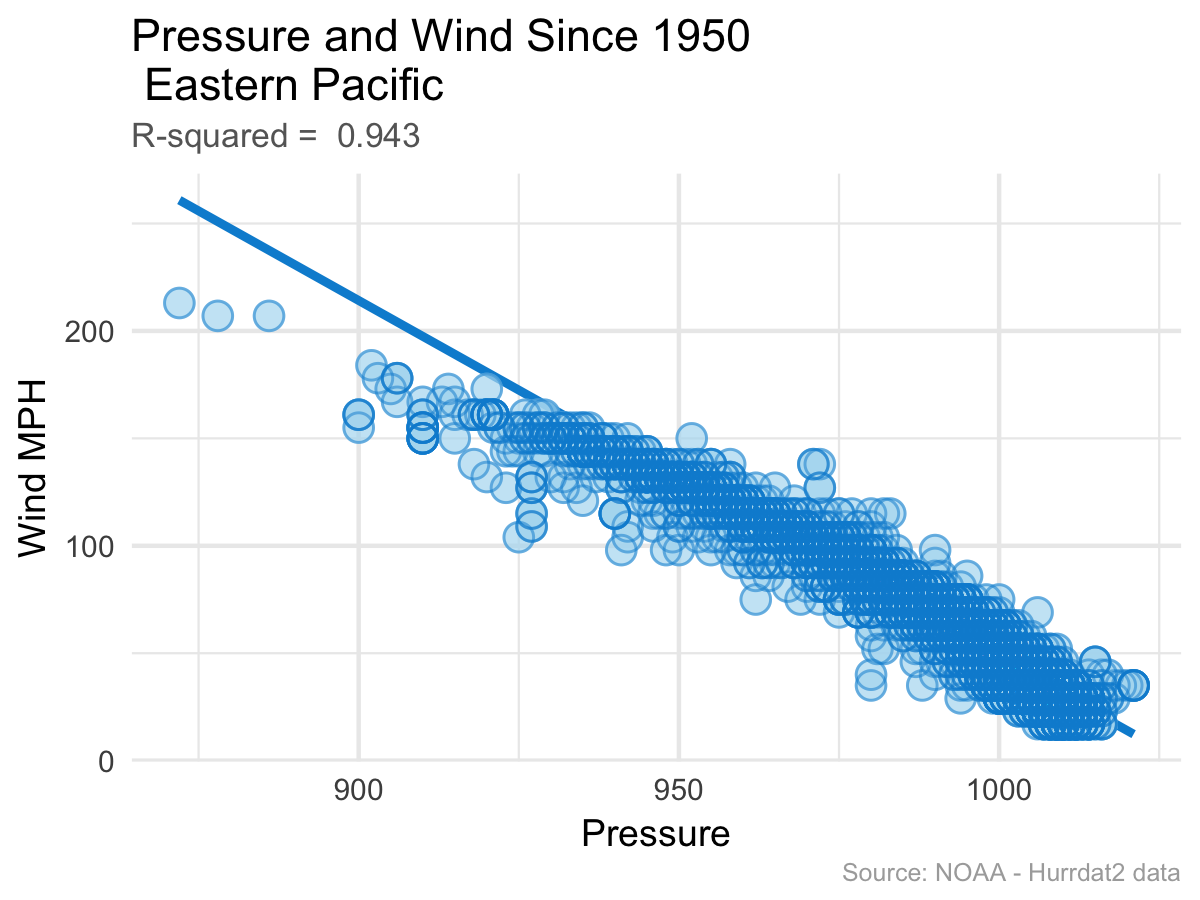 Pressure and Wind Since 1950
Eastern Pacific
R-squared =  0.943
Wind MPH
200
100
0
900
950
1000
Pressure
Source: NOAA - Hurrdat2 data